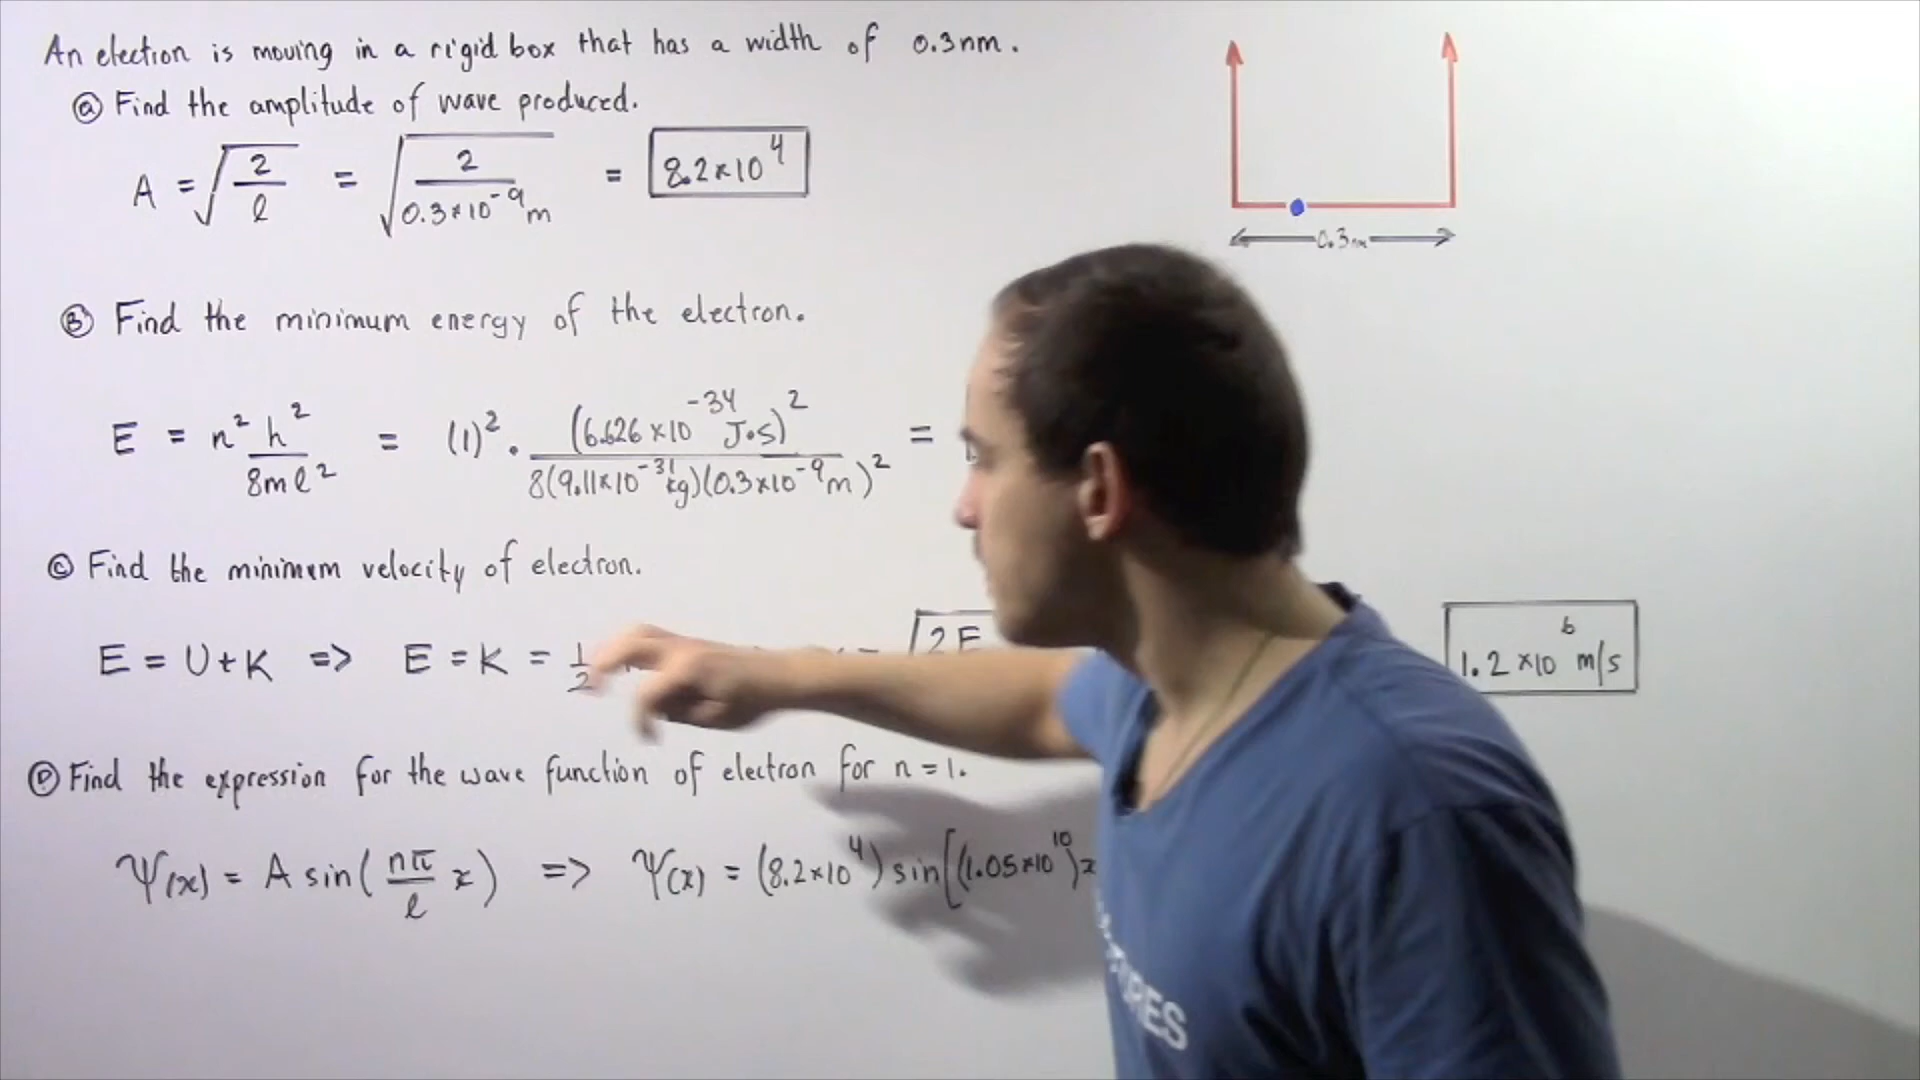 An election is moving in a rigid box that has a width of 0.3nm.
ⓐ Find the amplitude of wave produced.
A = √(2/ℓ) = √(2/(0.3×10⁻⁹m)) = 8.2×10⁴
0.3nm
Ⓑ Find the minimum energy of the electron.
E = n² h²/(8mℓ²) = (1)² · (6.626×10⁻³⁴ J·s)²/(8(9.11×10⁻³¹kg)(0.3×10⁻⁹m)²) =
© Find the minimum velocity of electron.
E = U+K => E = K = 1/2 √2E 1.2×10⁶ m/s
Ⓓ Find the expression for the wave function of electron for n=1.
Ψ(x) = A sin(nπ/ℓ x) => Ψ(x) = (8.2×10⁴) sin[(1.05×10¹⁰)x